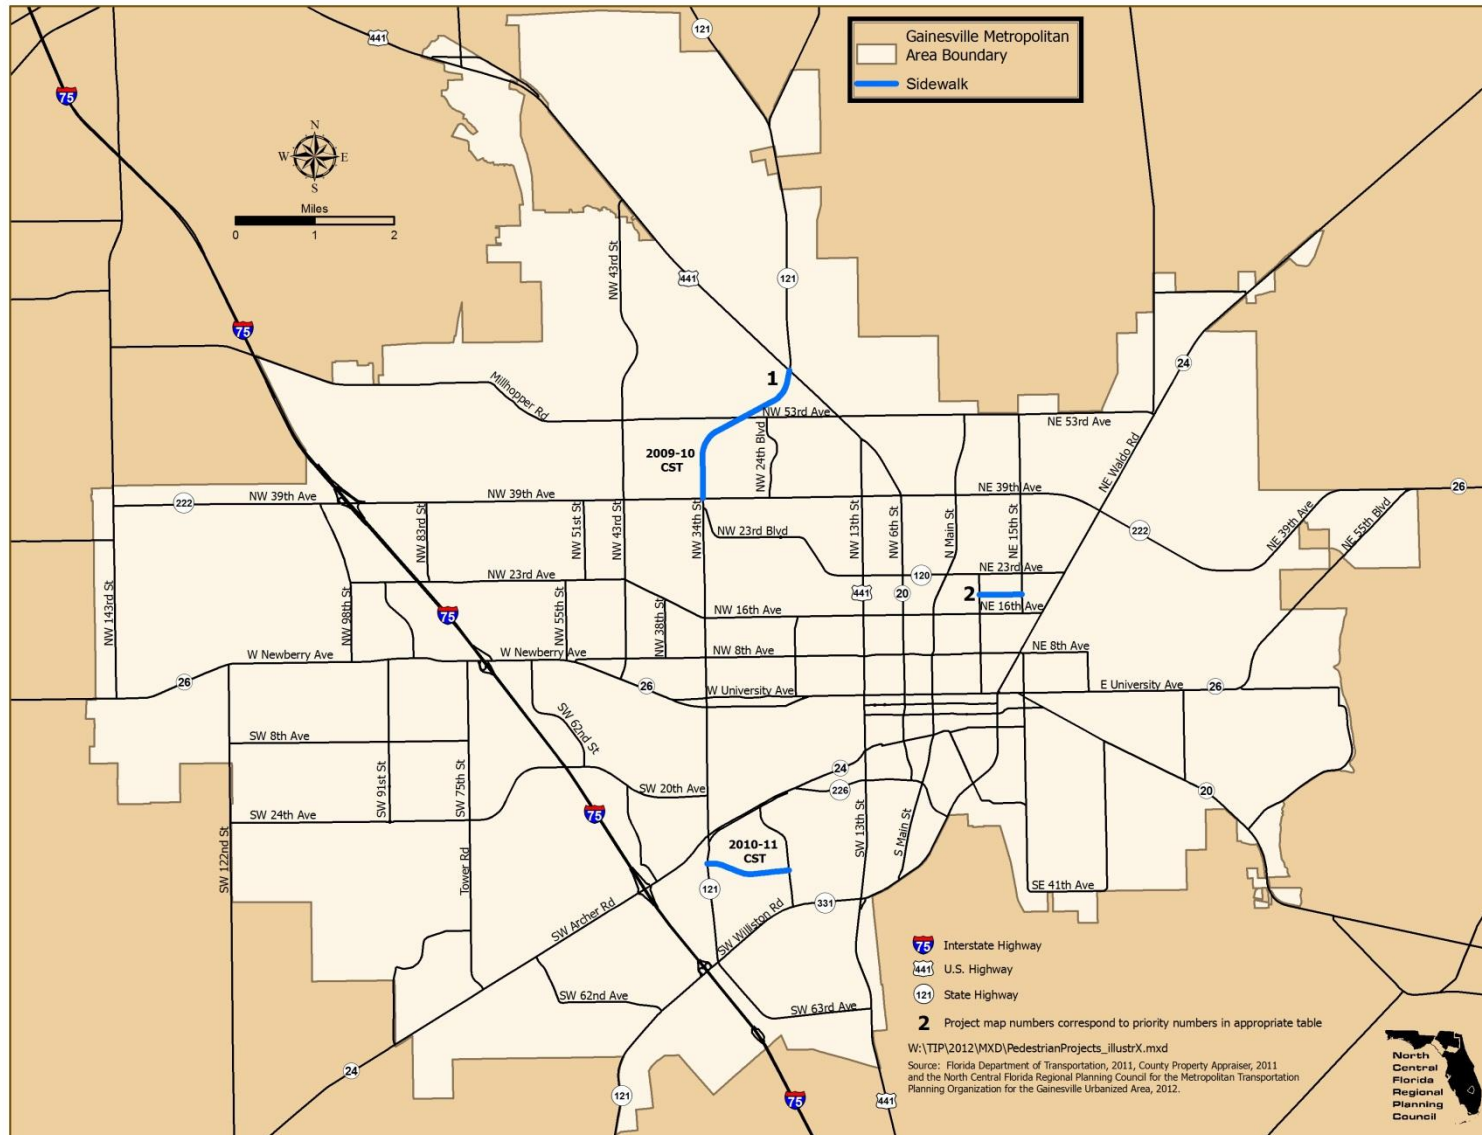 Gainesville Metropolitan
Area Boundary
Sidewalk
441
121
75
N
W E
S
Miles
0 1 2
NW 43rd St
441
121
75
24
1
Millhopper Rd
NW 53rd Ave
NE 53rd Ave
2009-10
CST
NW 24th Blvd
NE Waldo Rd
26
222
NW 39th Ave
NW 39th Ave
NE 39th Ave
NE 39th Ave
NE 55th Blvd
NW 83rd St
NW 51st St
NW 43rd St
NW 34th St
NW 23rd Blvd
NW 13th St
NW 6th St
N Main St
NE 15th St
222
NW 23rd Ave
120
NE 23rd Ave
NW 143rd St
NW 98th St
75
NW 55th St
NW 38th St
441
20
2
NW 16th Ave
NE 16th Ave
W Newberry Ave
W Newberry Ave
NW 8th Ave
NE 8th Ave
26
26
W University Ave
E University Ave
26
SW 62nd St
SW 8th Ave
SW 91st St
SW 75th St
24
226
20
SW 20th Ave
SW 24th Ave
75
SW 122nd St
Tower Rd
2010-11
CST
SW 13th St
S Main St
121
SE 41th Ave
331
SW Archer Rd
SW Williston Rd
SW 62nd Ave
SW 63rd Ave
24
121
75
441
75 Interstate Highway
441 U.S. Highway
121 State Highway
2 Project map numbers correspond to priority numbers in appropriate table
W:\TIP\2012\MXD\PedestrianProjects_illustrX.mxd
Source: Florida Department of Transportation, 2011, County Property Appraiser, 2011
and the North Central Florida Regional Planning Council for the Metropolitan Transportation
Planning Organization for the Gainesville Urbanized Area, 2012.
North
Central
Florida
Regional
Planning
Council